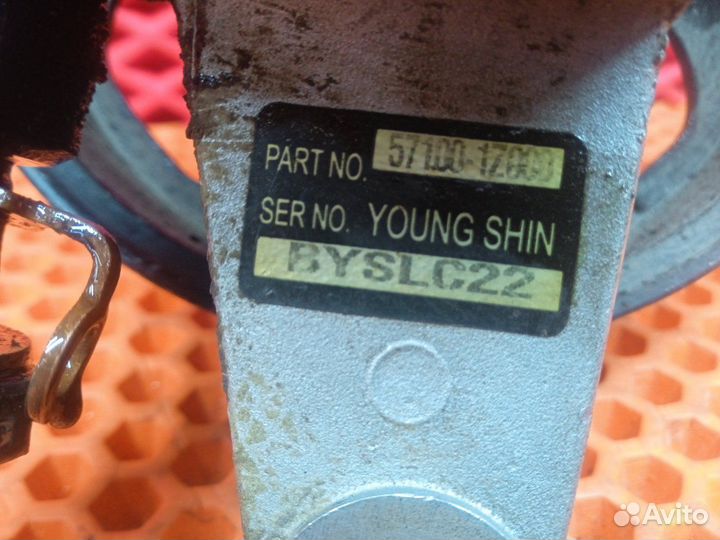 PART NO. 57100-1Z000
SER NO. YOUNG SHIN
BYSLC22
Avito